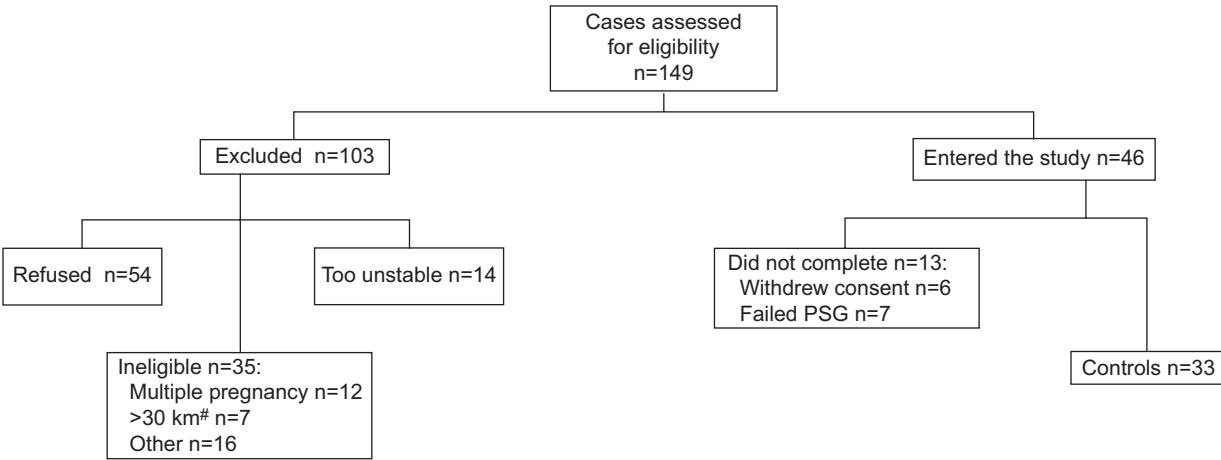 Cases assessed
for eligibility
n=149
Excluded n=103
Entered the study n=46
Refused n=54
Too unstable n=14
Did not complete n=13:
Withdrew consent n=6
Failed PSG n=7
Ineligible n=35:
Multiple pregnancy n=12
>30 km# n=7
Other n=16
Controls n=33